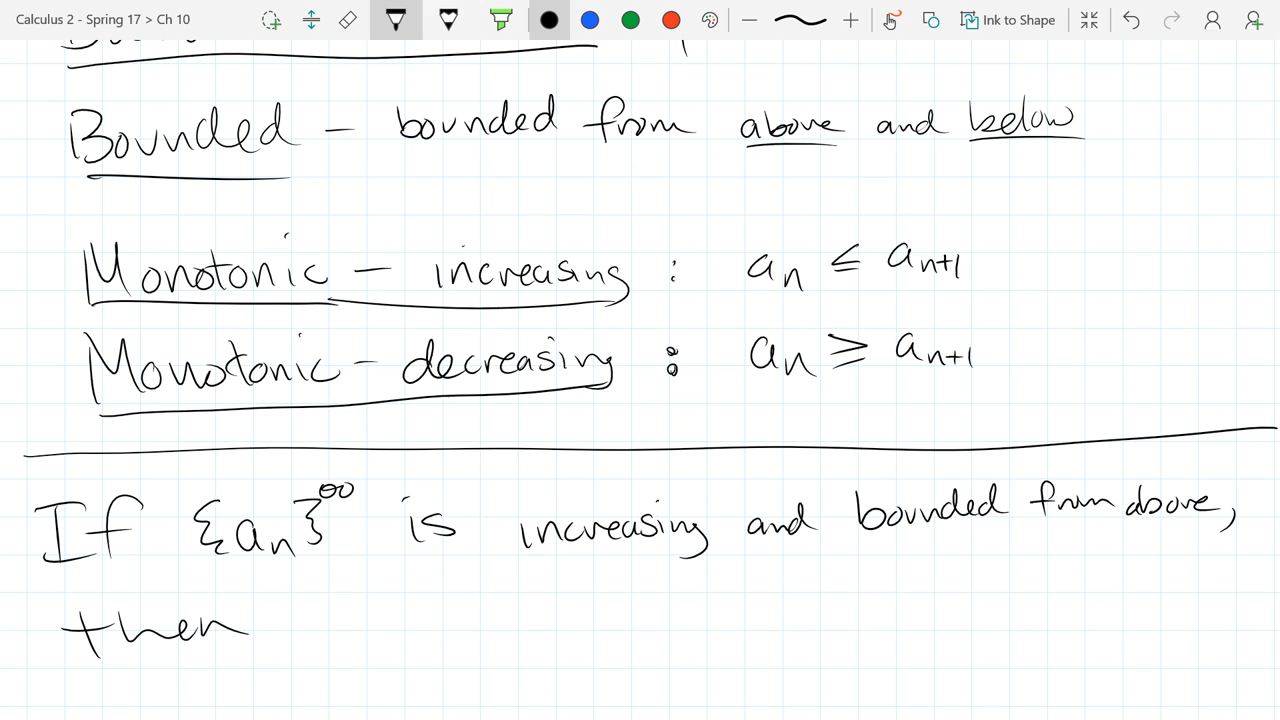 Calculus 2 - Spring 17 > Ch 10
Ink to Shape
Bounded – bounded from above and below
Monotonic – increasing : aₙ ≤ aₙ₊₁
Monotonic – decreasing : aₙ ≥ aₙ₊₁
If {aₙ}^∞ is increasing and bounded from above,
then